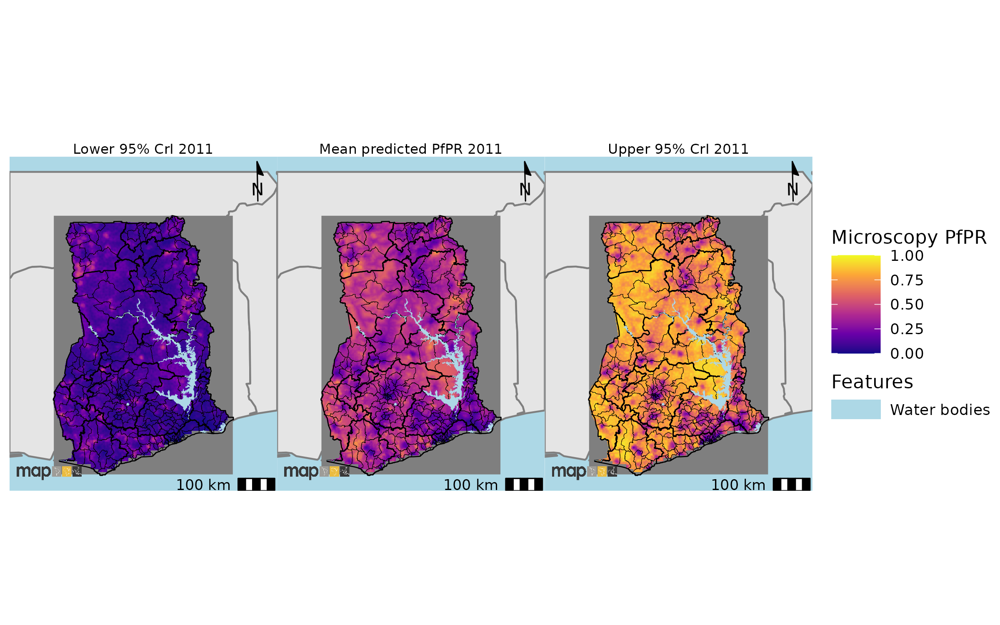 Lower 95% CrI 2011
Mean predicted PfPR 2011
Upper 95% CrI 2011
N
N
N
Microscopy PfPR
1.00
0.75
0.50
0.25
0.00
Features
Water bodies
map
100 km
map
100 km
map
100 km